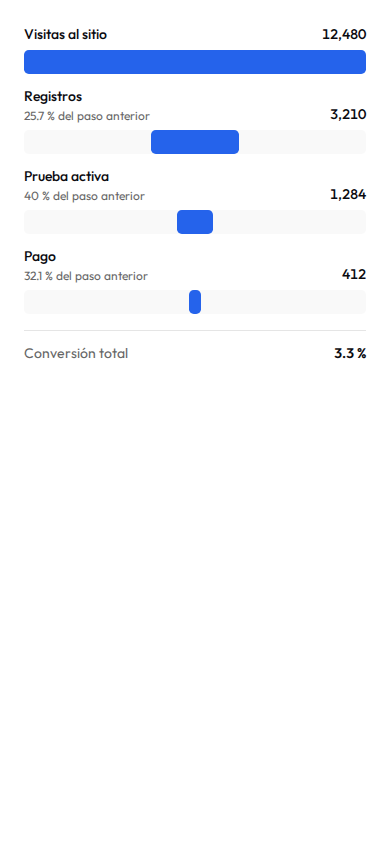 Visitas al sitio 12,480
Registros
25.7 % del paso anterior 3,210
Prueba activa
40 % del paso anterior 1,284
Pago
32.1 % del paso anterior 412
Conversión total 3.3 %